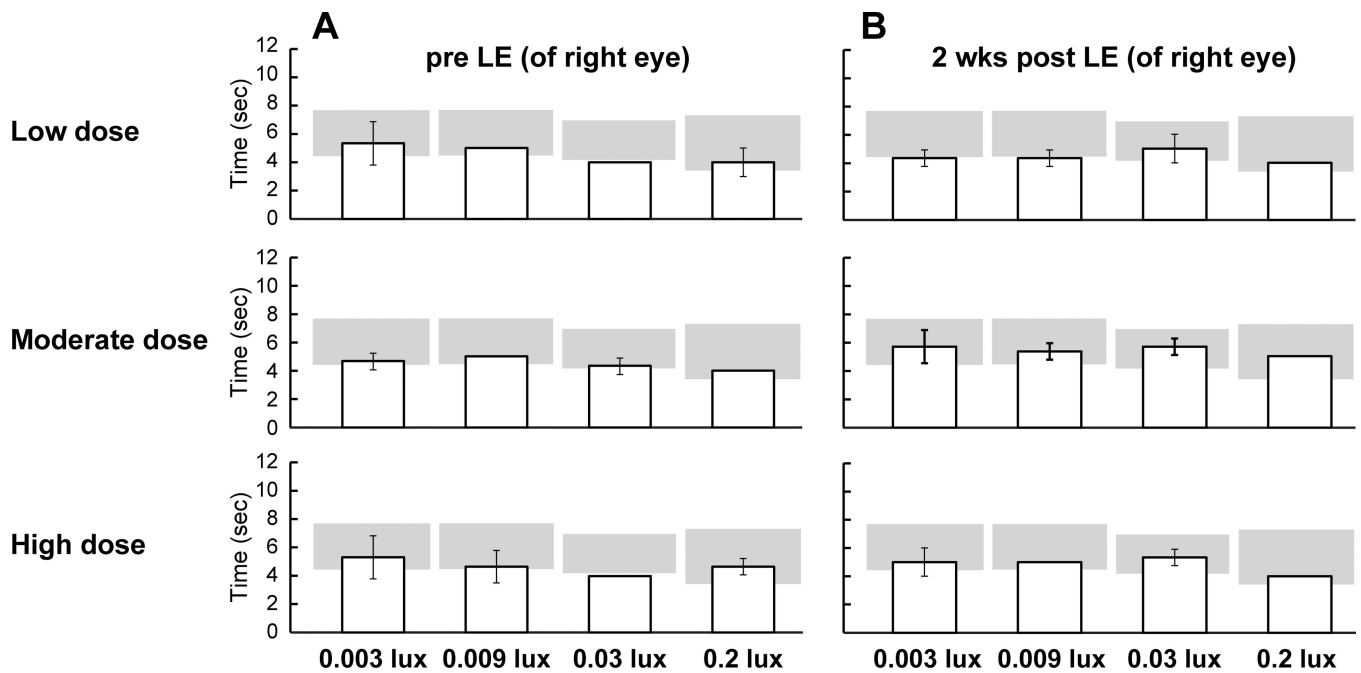 A
B
pre LE (of right eye)
2 wks post LE (of right eye)
Low dose
Time (sec)
12
10
8
6
4
2
0
Moderate dose
Time (sec)
12
10
8
6
4
2
0
High dose
Time (sec)
12
10
8
6
4
2
0
0.003 lux 0.009 lux 0.03 lux 0.2 lux
0.003 lux 0.009 lux 0.03 lux 0.2 lux